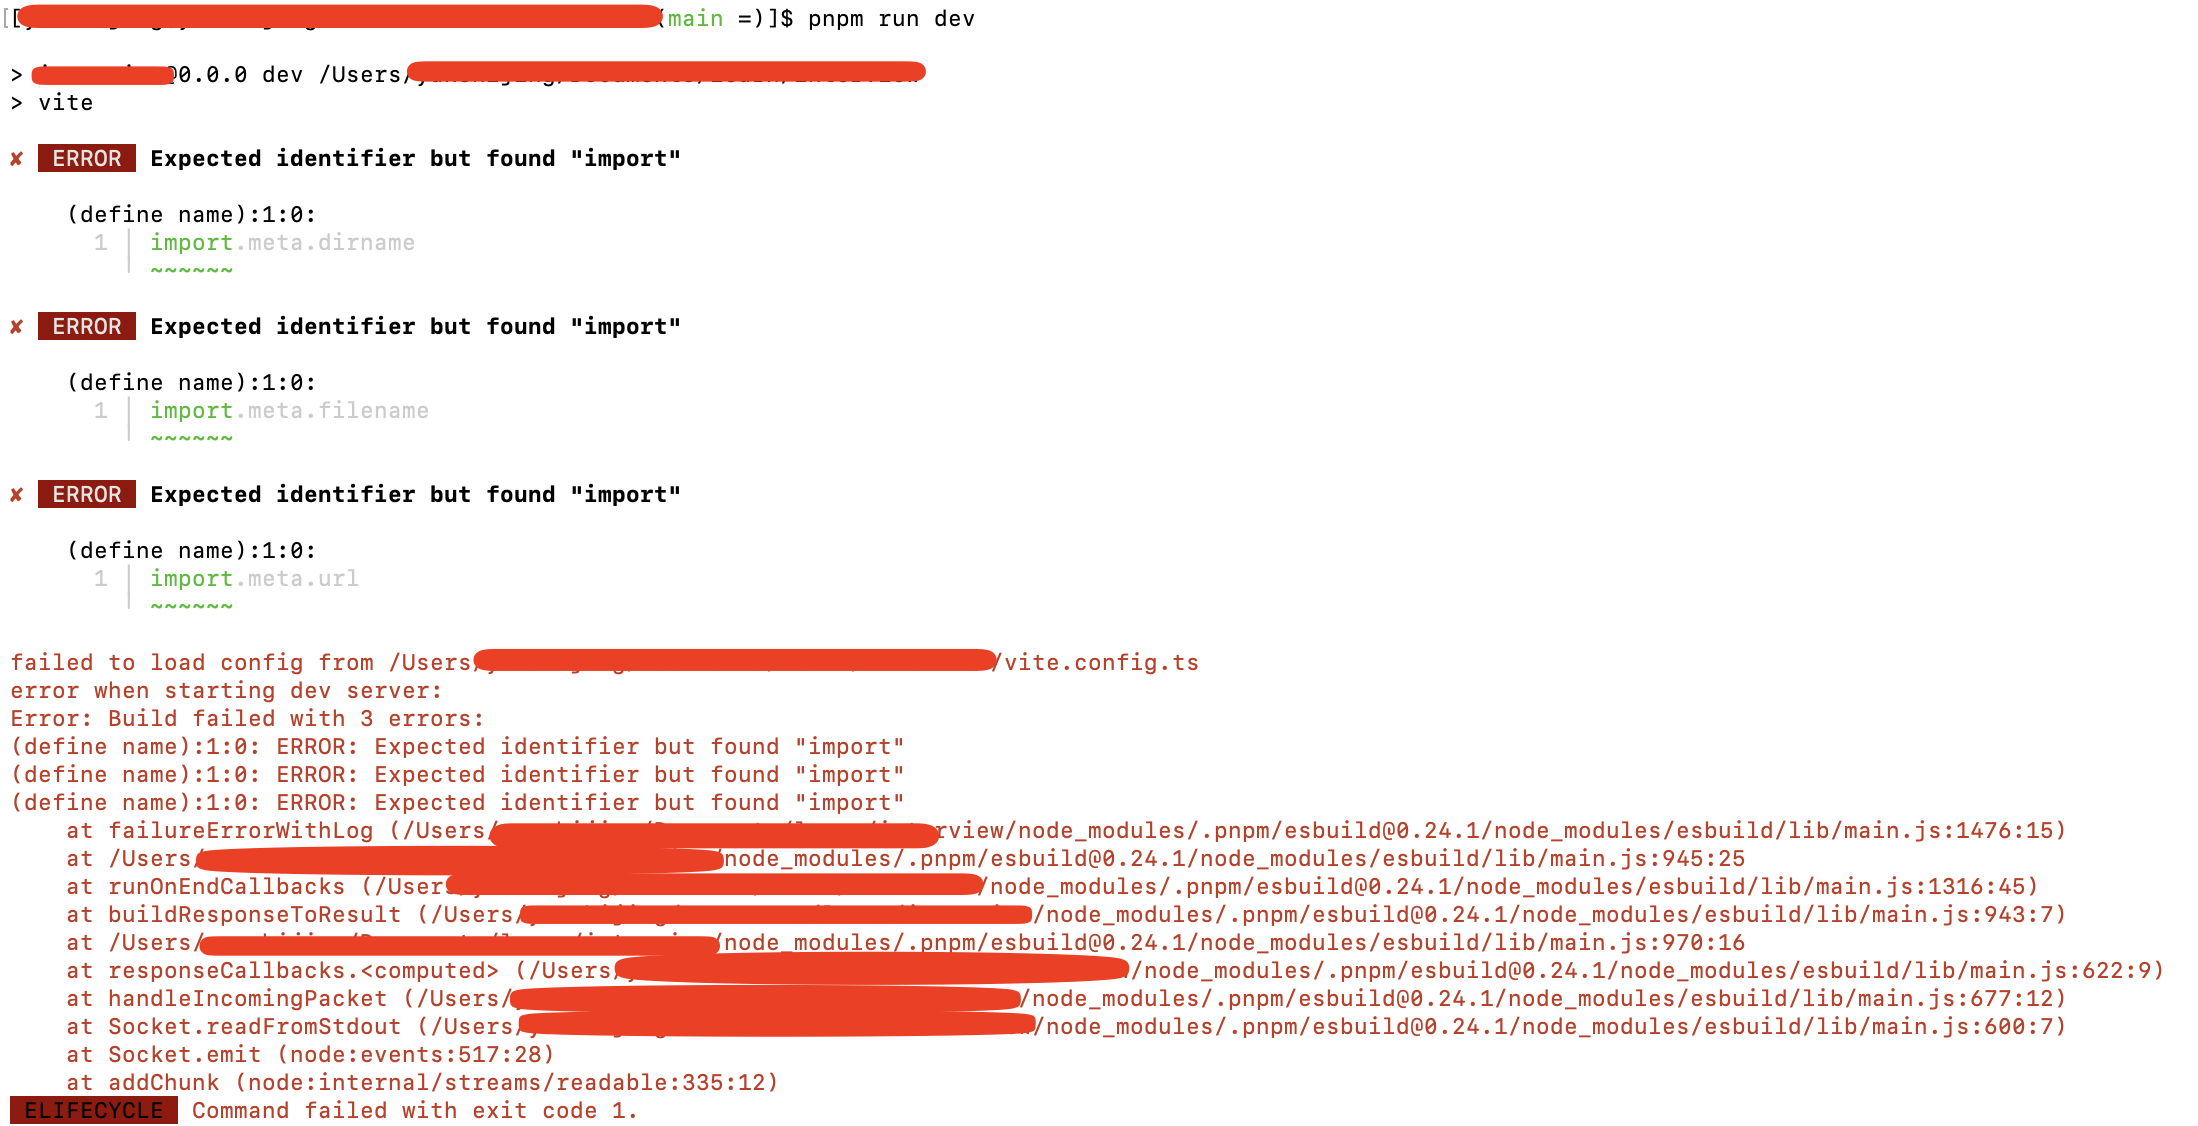 (main =)]$ pnpm run dev
> @0.0.0 dev /Users/
> vite
✘ ERROR Expected identifier but found "import"
(define name):1:0:
1 │ import.meta.dirname
~~~~~~
✘ ERROR Expected identifier but found "import"
(define name):1:0:
1 │ import.meta.filename
~~~~~~
✘ ERROR Expected identifier but found "import"
(define name):1:0:
1 │ import.meta.url
~~~~~~
failed to load config from /Users/ /vite.config.ts
error when starting dev server:
Error: Build failed with 3 errors:
(define name):1:0: ERROR: Expected identifier but found "import"
(define name):1:0: ERROR: Expected identifier but found "import"
(define name):1:0: ERROR: Expected identifier but found "import"
at failureErrorWithLog (/Users/ rview/node_modules/.pnpm/esbuild@0.24.1/node_modules/esbuild/lib/main.js:1476:15)
at /Users/ /node_modules/.pnpm/esbuild@0.24.1/node_modules/esbuild/lib/main.js:945:25
at runOnEndCallbacks (/Users /node_modules/.pnpm/esbuild@0.24.1/node_modules/esbuild/lib/main.js:1316:45)
at buildResponseToResult (/Users/ /node_modules/.pnpm/esbuild@0.24.1/node_modules/esbuild/lib/main.js:943:7)
at /Users/ /node_modules/.pnpm/esbuild@0.24.1/node_modules/esbuild/lib/main.js:970:16
at responseCallbacks.<computed> (/Users/ /node_modules/.pnpm/esbuild@0.24.1/node_modules/esbuild/lib/main.js:622:9)
at handleIncomingPacket (/Users/ /node_modules/.pnpm/esbuild@0.24.1/node_modules/esbuild/lib/main.js:677:12)
at Socket.readFromStdout (/Users/ /node_modules/.pnpm/esbuild@0.24.1/node_modules/esbuild/lib/main.js:600:7)
at Socket.emit (node:events:517:28)
at addChunk (node:internal/streams/readable:335:12)
ELIFECYCLE Command failed with exit code 1.